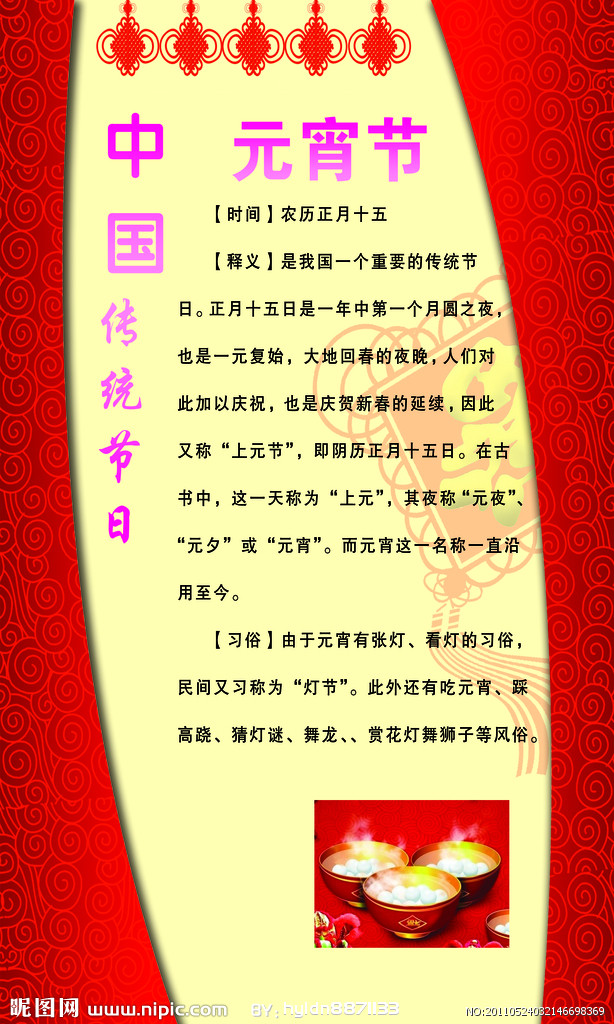 中国传统节日
元宵节
【时间】农历正月十五
【释义】是我国一个重要的传统节
日。正月十五日是一年中第一个月圆之夜，
也是一元复始，大地回春的夜晚，人们对
此加以庆祝，也是庆贺新春的延续，因此
又称“上元节”，即阴历正月十五日。在古
书中，这一天称为“上元”，其夜称“元夜”、
“元夕”或“元宵”。而元宵这一名称一直沿
用至今。
【习俗】由于元宵有张灯、看灯的习俗，
民间又习称为“灯节”。此外还有吃元宵、踩
高跷、猜灯谜、舞龙、、赏花灯舞狮子等风俗。
昵图网 www.nipic.com
BY: hyldn8871133
NO:20110524032146698369